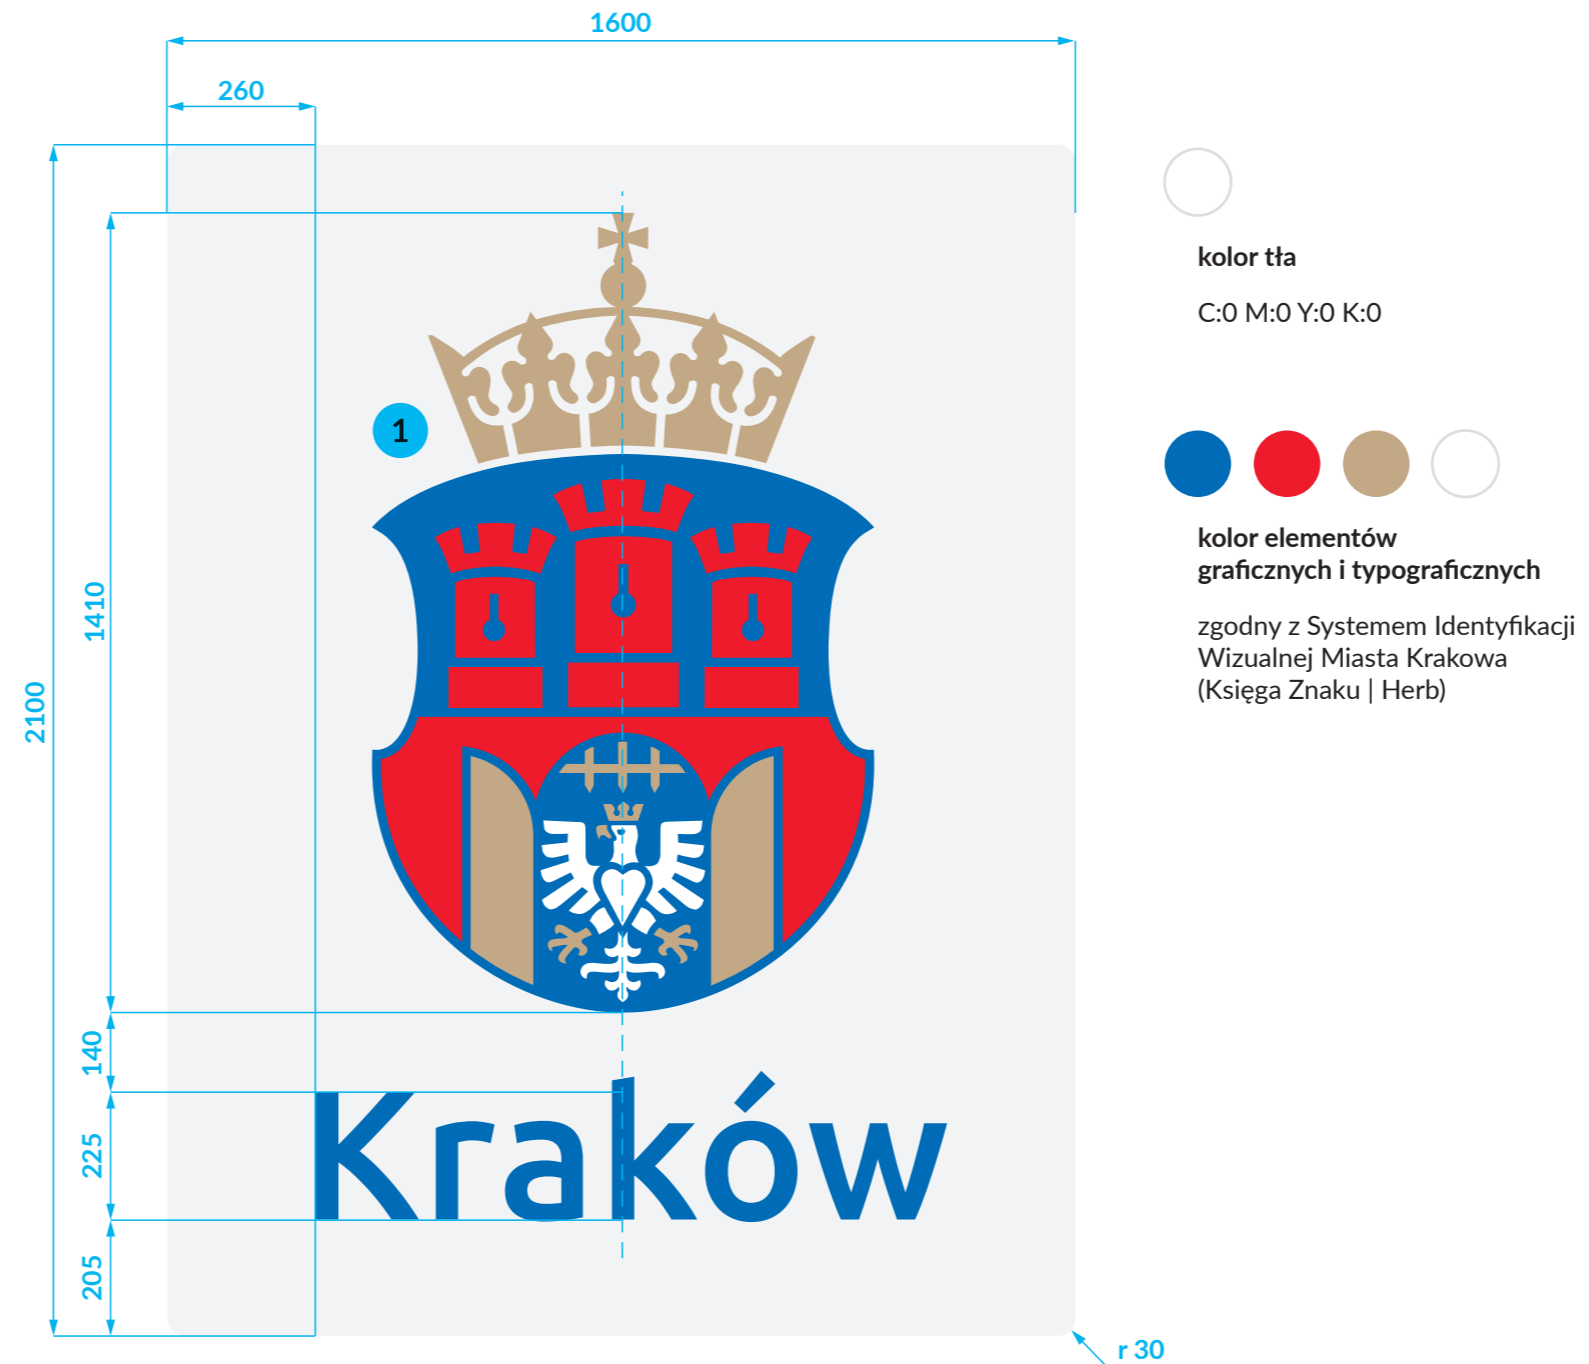 1600
260
kolor tła
C:0 M:0 Y:0 K:0
1
kolor elementów
graficznych i typograficznych
zgodny z Systemem Identyfikacji
Wizualnej Miasta Krakowa
(Księga Znaku | Herb)
1410
2100
140
225
205
Kraków
r 30